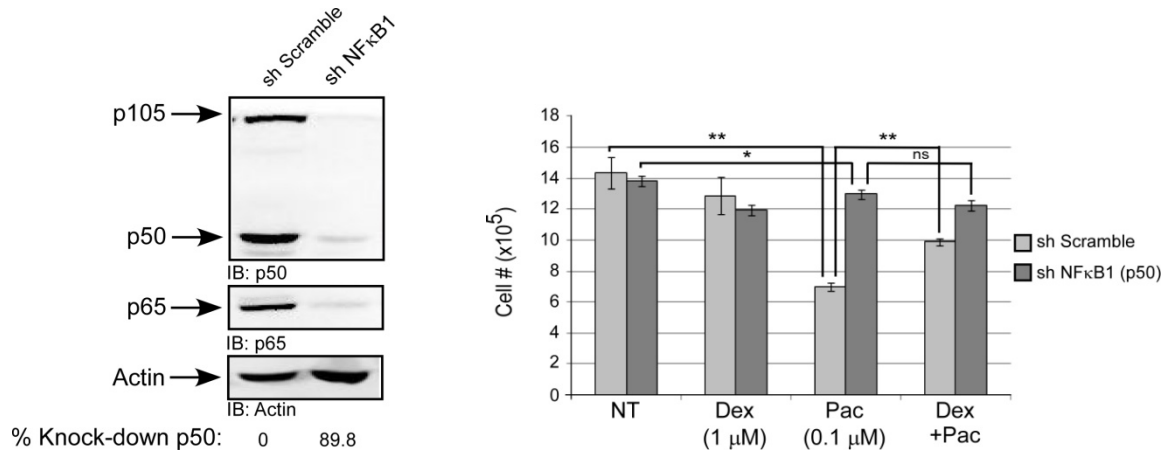 sh Scramble
sh NFκB1
p105
p50
IB: p50
p65
IB: p65
Actin
IB: Actin
% Knock-down p50: 0 89.8
Cell # (x10⁵)
18
16
14
12
10
8
6
4
2
0
**
**
*
ns
NT Dex Pac Dex
(1 μM) (0.1 μM) +Pac
sh Scramble
sh NFκB1 (p50)